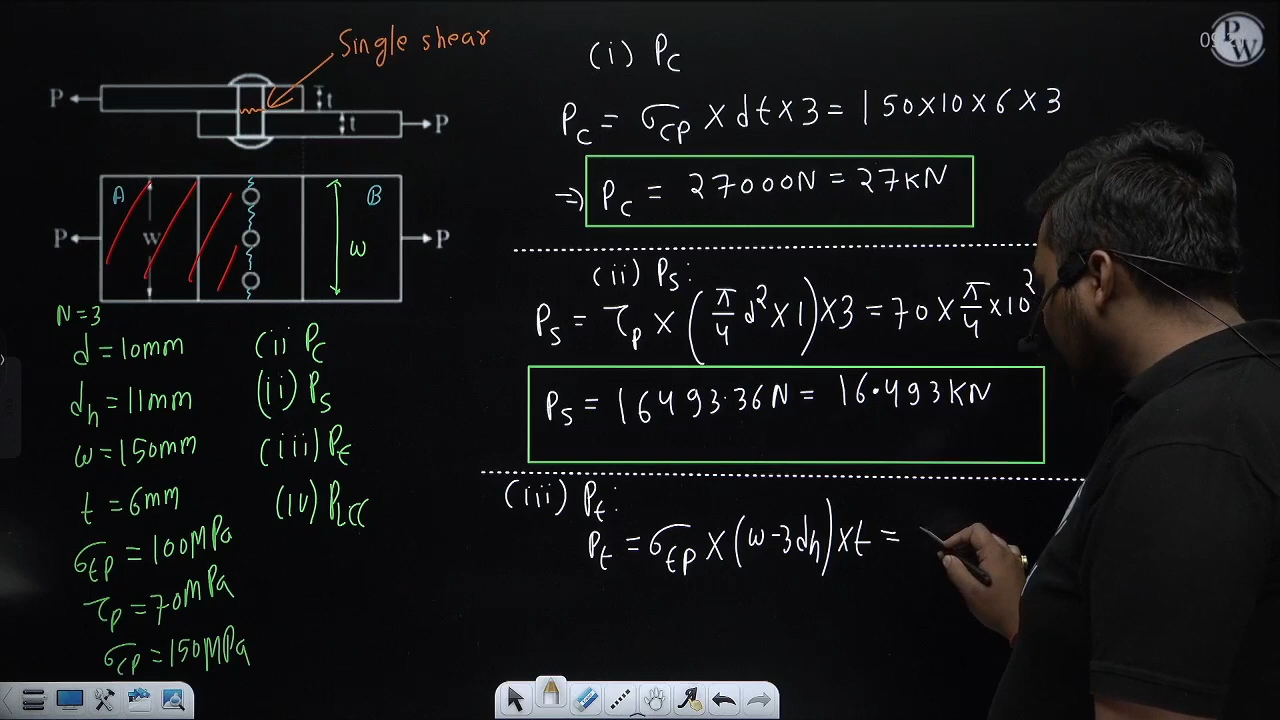 Single shear
P
t
t
P
A
B
P
W
w
P
N=3
d = 10mm
dh = 11mm
w = 150mm
t = 6mm
σtp = 100MPa
τp = 70MPa
σcp = 150MPa
(ii Pc
(ii) Ps
(iii) Pt
(iv) PLCC
(i) Pc
Pc = σcp × dt × 3 = 150×10×6×3
⇒ Pc = 27000N = 27KN
(ii) Ps:
Ps = τp × (π/4 d²×1)×3 = 70×π/4×10²
Ps = 16493.36N = 16.493KN
(iii) Pt:
Pt = σtp × (w-3dh)×t =
PW